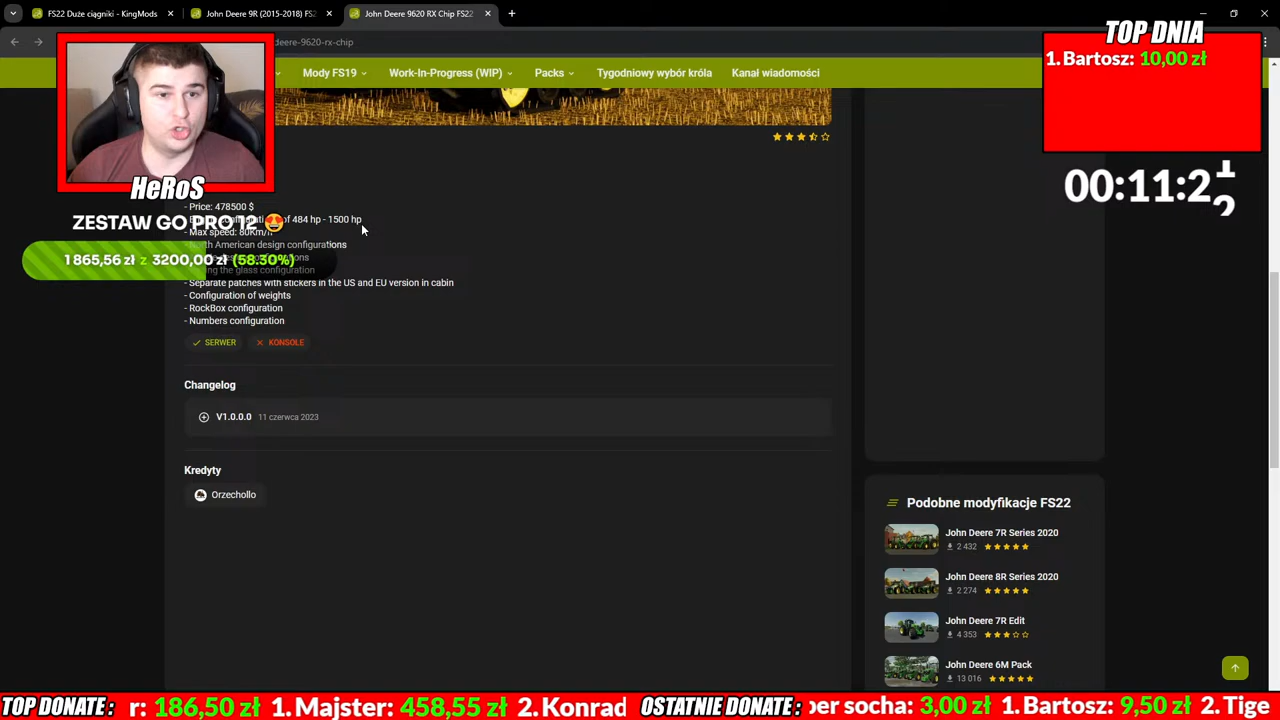 FS22 Duże ciągniki - KingMods
John Deere 9R (2015-2018) FS2
John Deere 9620 RX Chip FS22
deere-9620-rx-chip
TOP DNIA
1. Bartosz: 10,00 zł
Mody FS19
Work-In-Progress (WIP)
Packs
Tygodniowy wybór króla
Kanał wiadomości
HeRoS
00:11:2
- Price: 478500 $
of 484 hp - 1500 hp
ZESTAW GO PRO 12 😍
- Max speed: 80Km/h
North American design configurations
1 865,56 zł z 3200,00 zł (58.30%)
the glass configuration
- Separate patches with stickers in the US and EU version in cabin
- Configuration of weights
- RockBox configuration
- Numbers configuration
SERWER
KONSOLE
Changelog
V1.0.0.0 11 czerwca 2023
Kredyty
Orzechollo
Podobne modyfikacje FS22
John Deere 7R Series 2020
2 432
John Deere 8R Series 2020
2 274
John Deere 7R Edit
4 353
John Deere 6M Pack
13 016
TOP DONATE : r: 186,50 zł 1. Majster: 458,55 zł 2. Konrad
OSTATNIE DONATE : per socha: 3,00 zł 1. Bartosz: 9,50 zł 2. Tige